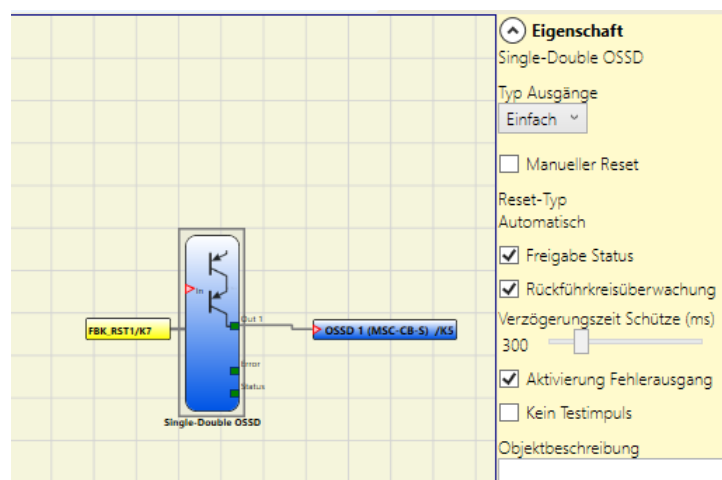 Eigenschaft
Single-Double OSSD
Typ Ausgänge
Einfach
Manueller Reset
Reset-Typ
Automatisch
Freigabe Status
Rückführkreisüberwachung
Verzögerungszeit Schütze (ms)
300
Aktivierung Fehlerausgang
Kein Testimpuls
Objektbeschreibung
In
Out 1
FBK_RST1/K7
OSSD 1 (MSC-CB-S) /K5
Error
Status
Single-Double OSSD